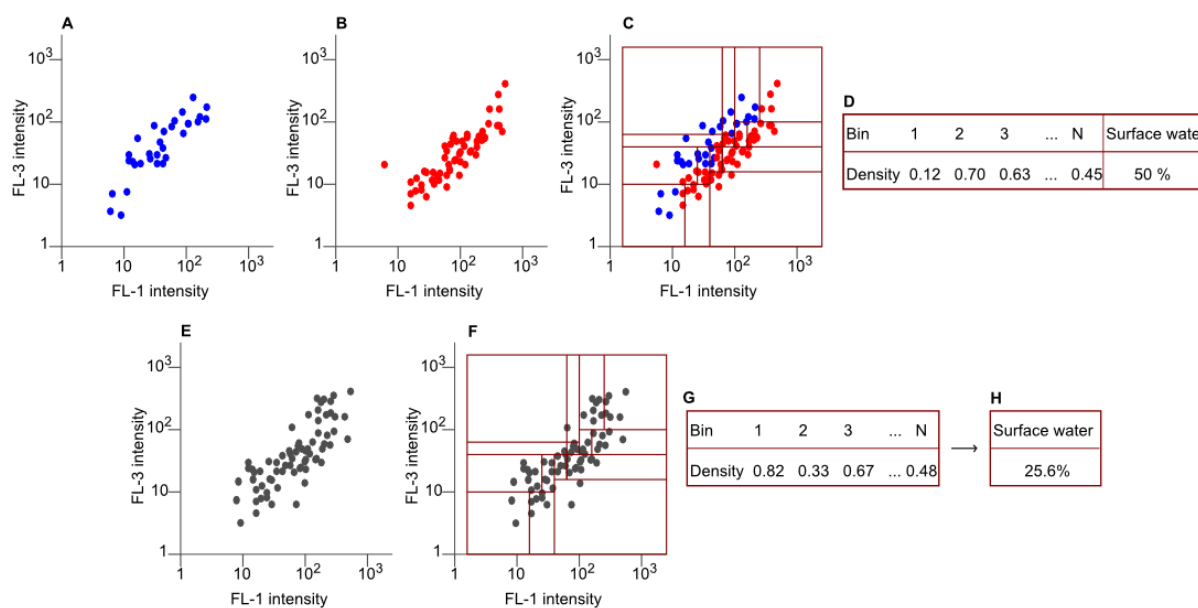 A
FL-3 intensity
10³
10²
10
1
1 10 10² 10³
FL-1 intensity
B
FL-3 intensity
10³
10²
10
1
1 10 10² 10³
FL-1 intensity
C
FL-3 intensity
10³
10²
10
1
1 10 10² 10³
FL-1 intensity
D
Bin 1 2 3 ... N Surface water
Density 0.12 0.70 0.63 ... 0.45 50 %
E
FL-3 intensity
10³
10²
10
1
1 10 10² 10³
FL-1 intensity
F
FL-3 intensity
10³
10²
10
1
1 10 10² 10³
FL-1 intensity
G
Bin 1 2 3 ... N
Density 0.82 0.33 0.67 ... 0.48
→
H
Surface water
25.6%